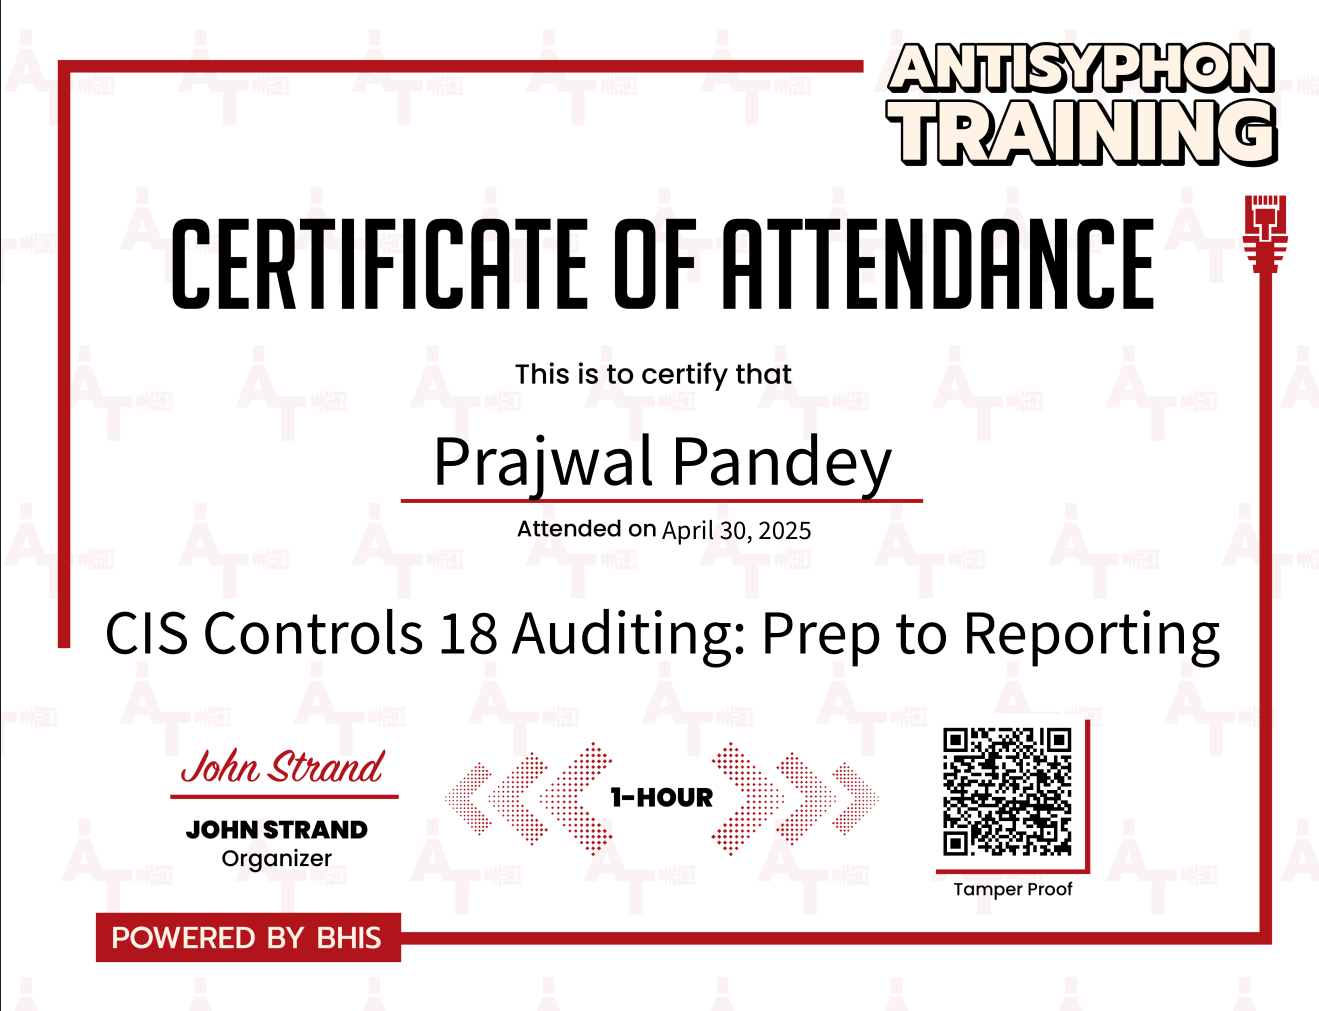 ANTISYPHON
TRAINING
CERTIFICATE OF ATTENDANCE
This is to certify that
Prajwal Pandey
Attended on April 30, 2025
CIS Controls 18 Auditing: Prep to Reporting
John Strand
JOHN STRAND
Organizer
1-HOUR
Tamper Proof
POWERED BY BHIS